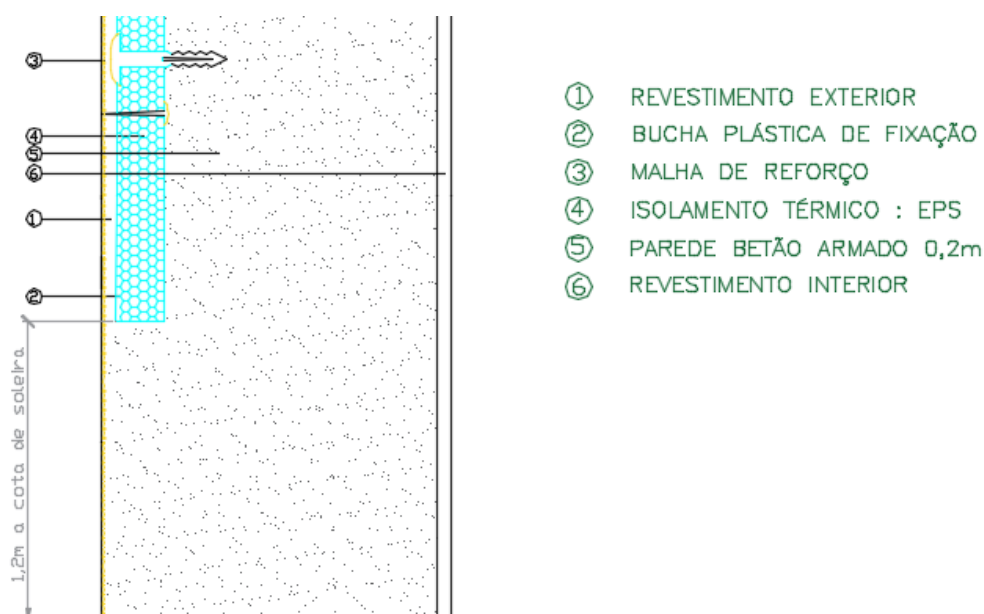 3
4
5
6
1
2
1,2m a cota de soleira
1 REVESTIMENTO EXTERIOR
2 BUCHA PLÁSTICA DE FIXAÇÃO
3 MALHA DE REFORÇO
4 ISOLAMENTO TÉRMICO : EPS
5 PAREDE BETÃO ARMADO 0,2m
6 REVESTIMENTO INTERIOR